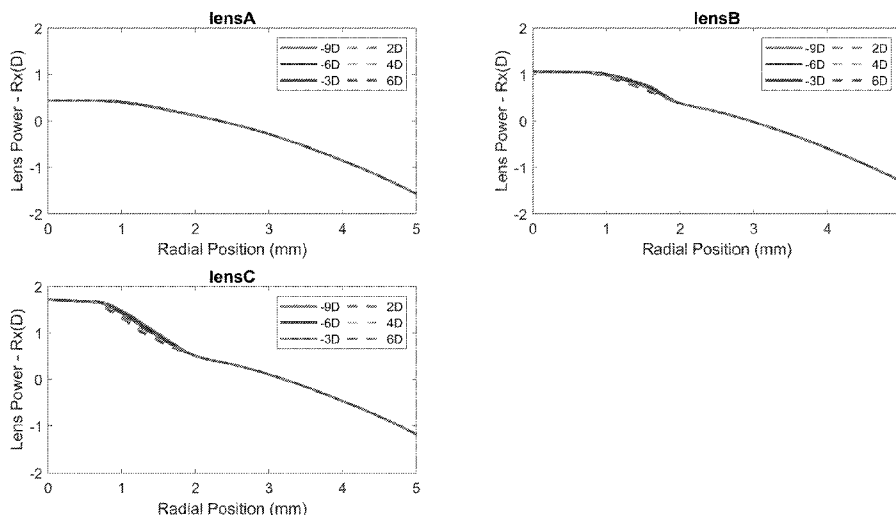 lensA
2
1
0
-1
-2
Lens Power - Rx(D)
-9D 2D
-6D 4D
-3D 6D
0 1 2 3 4 5
Radial Position (mm)
lensB
2
1
0
-1
-2
Lens Power - Rx(D)
-9D 2D
-6D 4D
-3D 6D
0 1 2 3 4
Radial Position (mm)
lensC
2
1
0
-1
-2
Lens Power - Rx(D)
-9D 2D
-6D 4D
-3D 6D
0 1 2 3 4 5
Radial Position (mm)